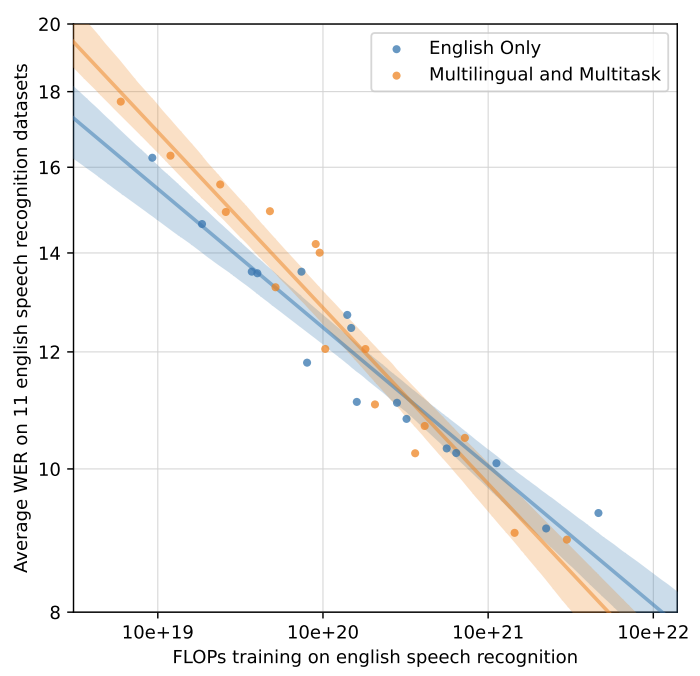 English Only
Multilingual and Multitask
Average WER on 11 english speech recognition datasets
20
18
16
14
12
10
8
10e+19 10e+20 10e+21 10e+22
FLOPs training on english speech recognition